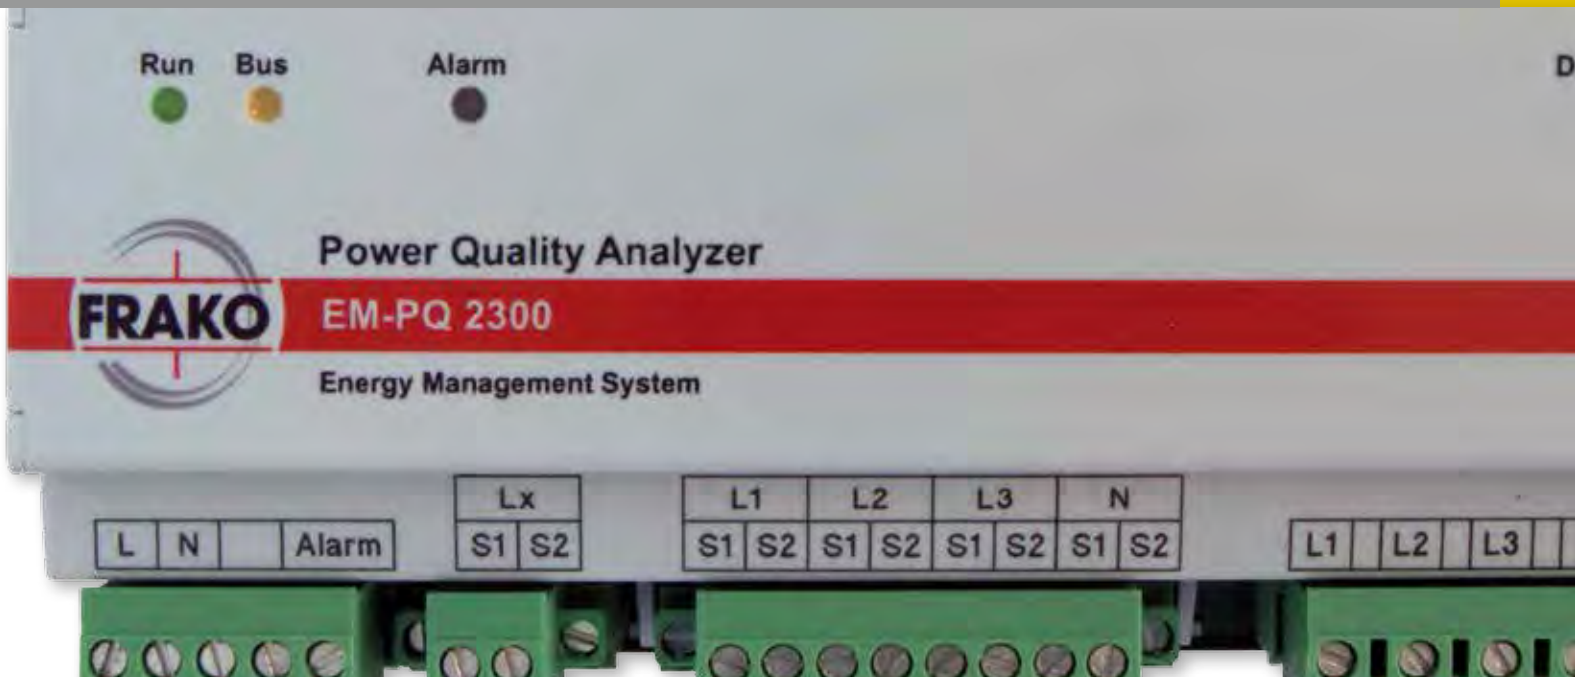 Run Bus Alarm
Power Quality Analyzer
FRAKO EM-PQ 2300
Energy Management System
Lx L1 L2 L3 N
L N Alarm S1 S2 S1 S2 S1 S2 S1 S2 S1 S2 L1 L2 L3